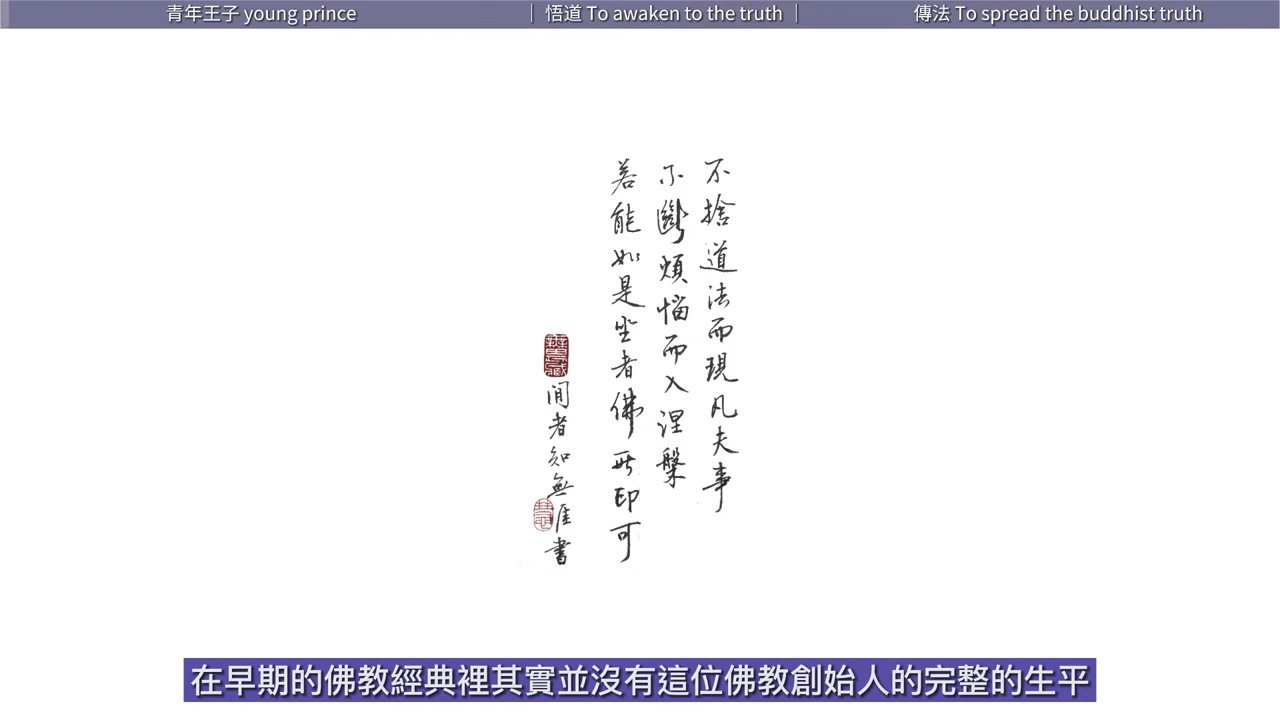 青年王子 young prince
悟道 To awaken to the truth
傳法 To spread the buddhist truth
不捨道法而現凡夫事
不斷煩惱而入涅槃
若能如是坐者佛所印可
閒者知無涯書
在早期的佛教經典裡其實並沒有這位佛教創始人的完整的生平